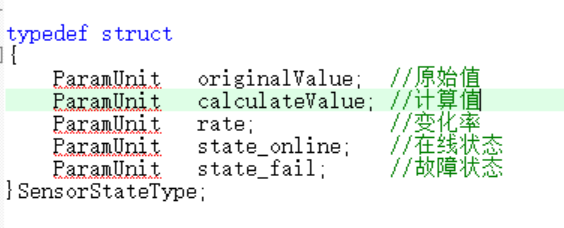 typedef struct
{
    ParamUnit   originalValue;  //原始值
    ParamUnit   calculateValue; //计算值
    ParamUnit   rate;           //变化率
    ParamUnit   state_online;   //在线状态
    ParamUnit   state_fail;     //故障状态
}SensorStateType;